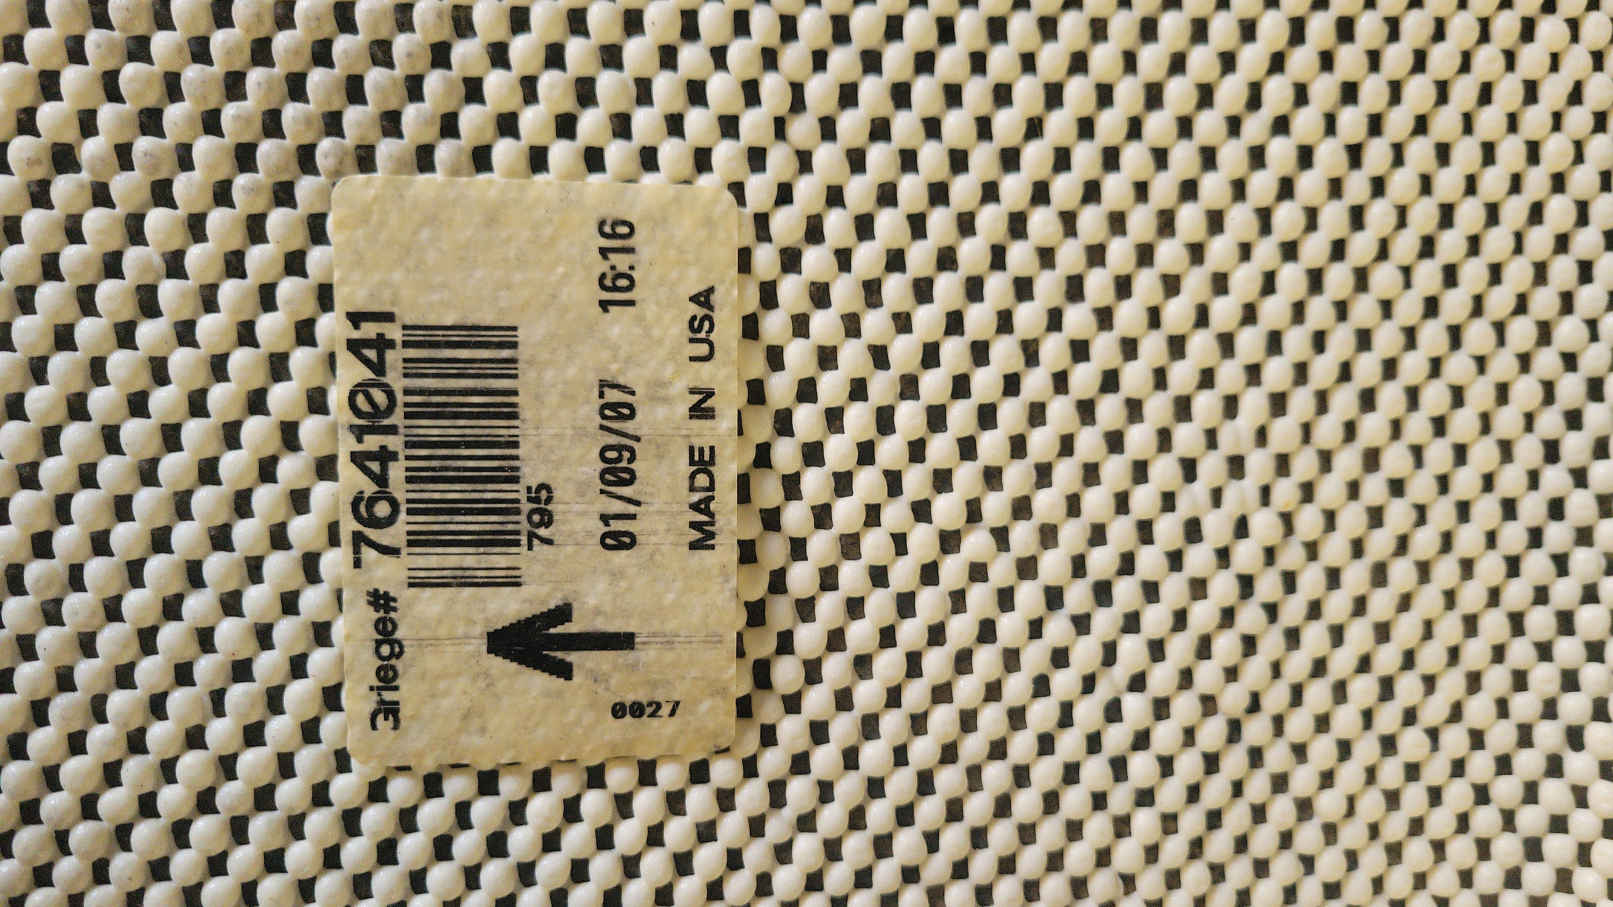 Griege# 7641041
795
01/09/07 16:16
0027
MADE IN USA